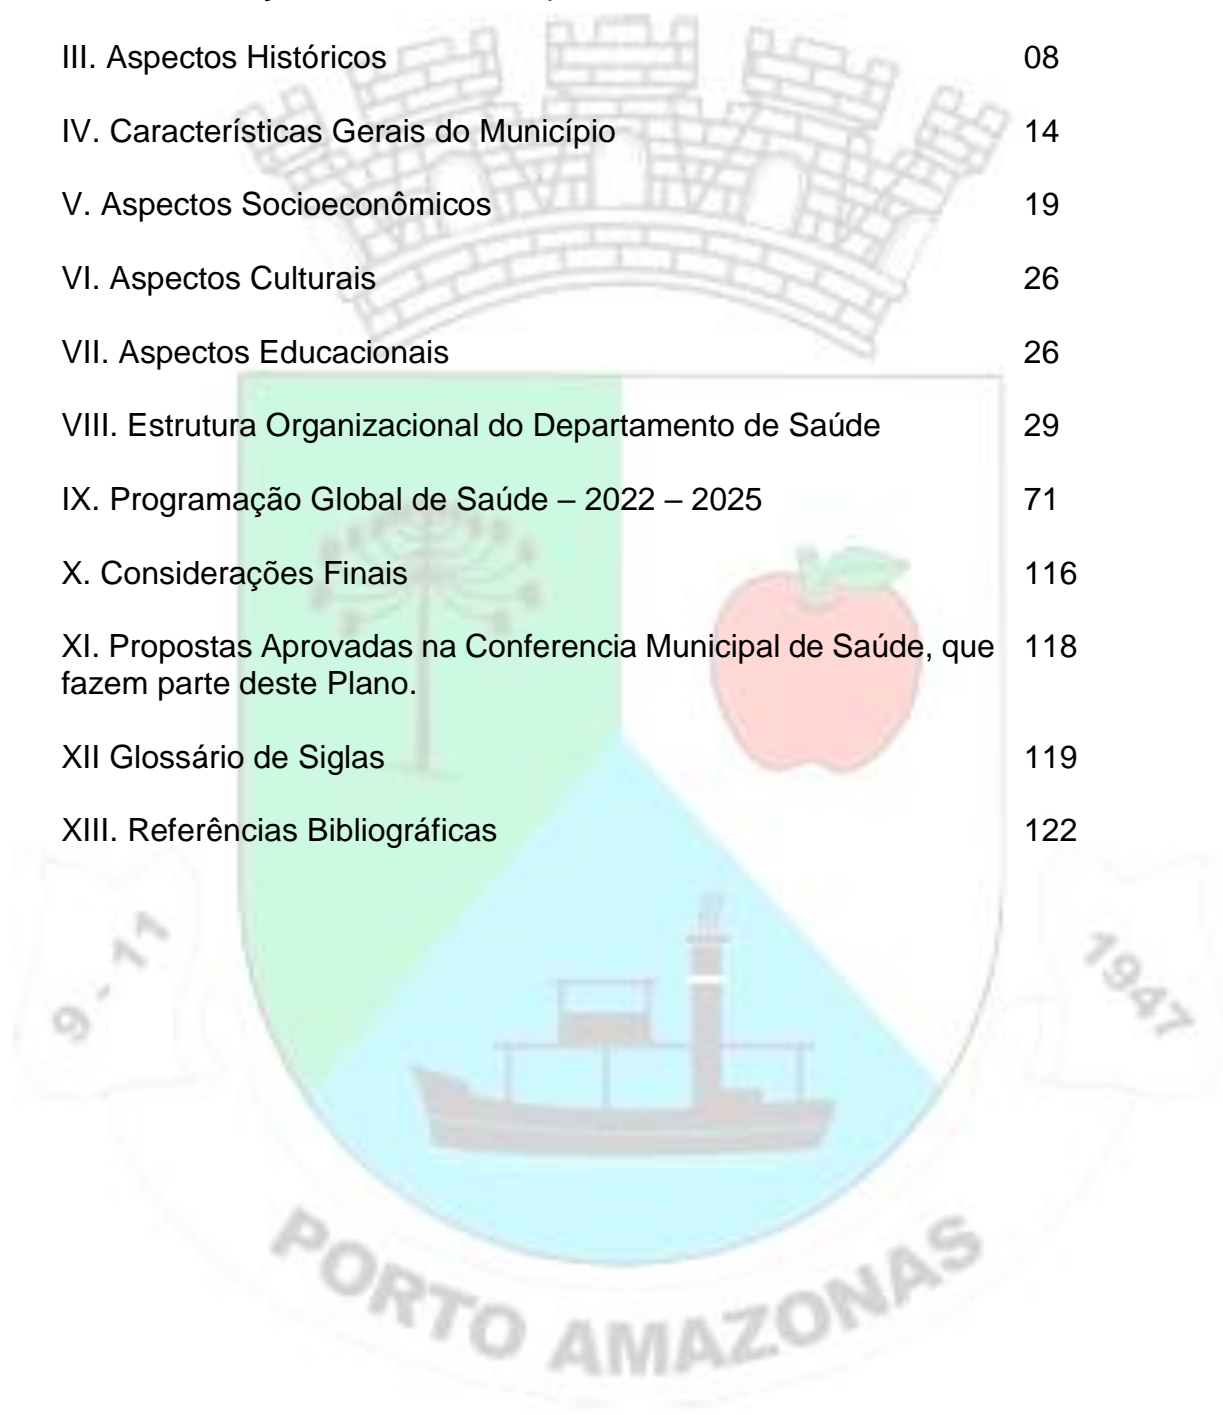 III. Aspectos Históricos 08
IV. Características Gerais do Município 14
V. Aspectos Socioeconômicos 19
VI. Aspectos Culturais 26
VII. Aspectos Educacionais 26
VIII. Estrutura Organizacional do Departamento de Saúde 29
IX. Programação Global de Saúde – 2022 – 2025 71
X. Considerações Finais 116
XI. Propostas Aprovadas na Conferencia Municipal de Saúde, que 118
fazem parte deste Plano.
XII Glossário de Siglas 119
XIII. Referências Bibliográficas 122
9 - 11
1947
PORTO AMAZONAS